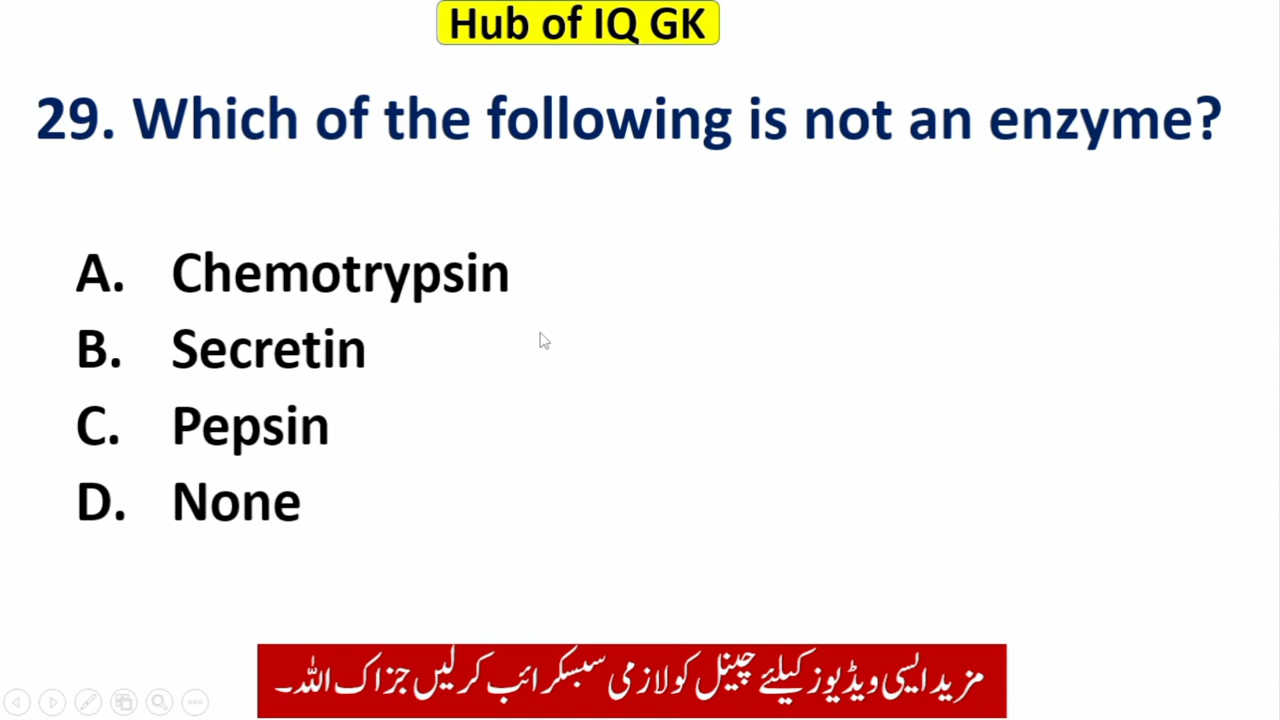 Hub of IQ GK
29. Which of the following is not an enzyme?
A. Chemotrypsin
B. Secretin
C. Pepsin
D. None
مزید ایسی ویڈیوز کیلئے چینل کو لازمی سبسکرائب کر لیں جزاک اللہ۔